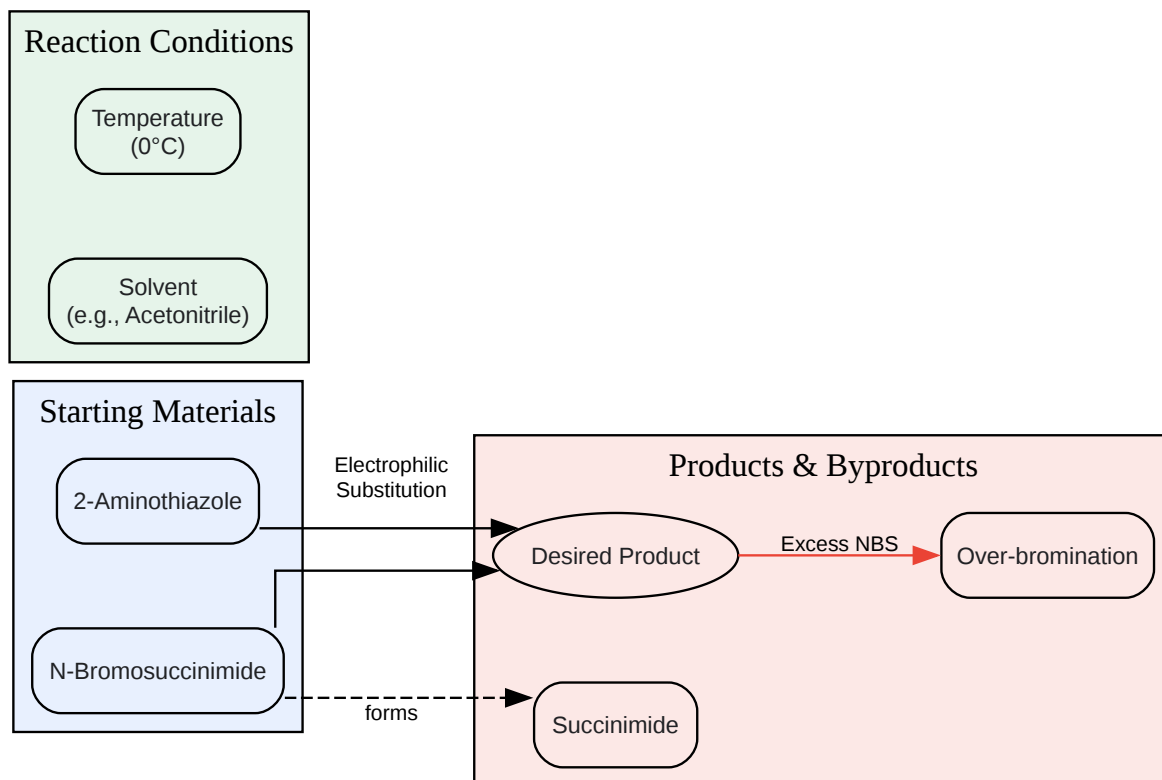 Reaction Conditions
Temperature
(0°C)
Solvent
(e.g., Acetonitrile)
Starting Materials
2-Aminothiazole
N-Bromosuccinimide
Electrophilic
Substitution
forms
Products & Byproducts
Desired Product
Excess NBS
Over-bromination
Succinimide